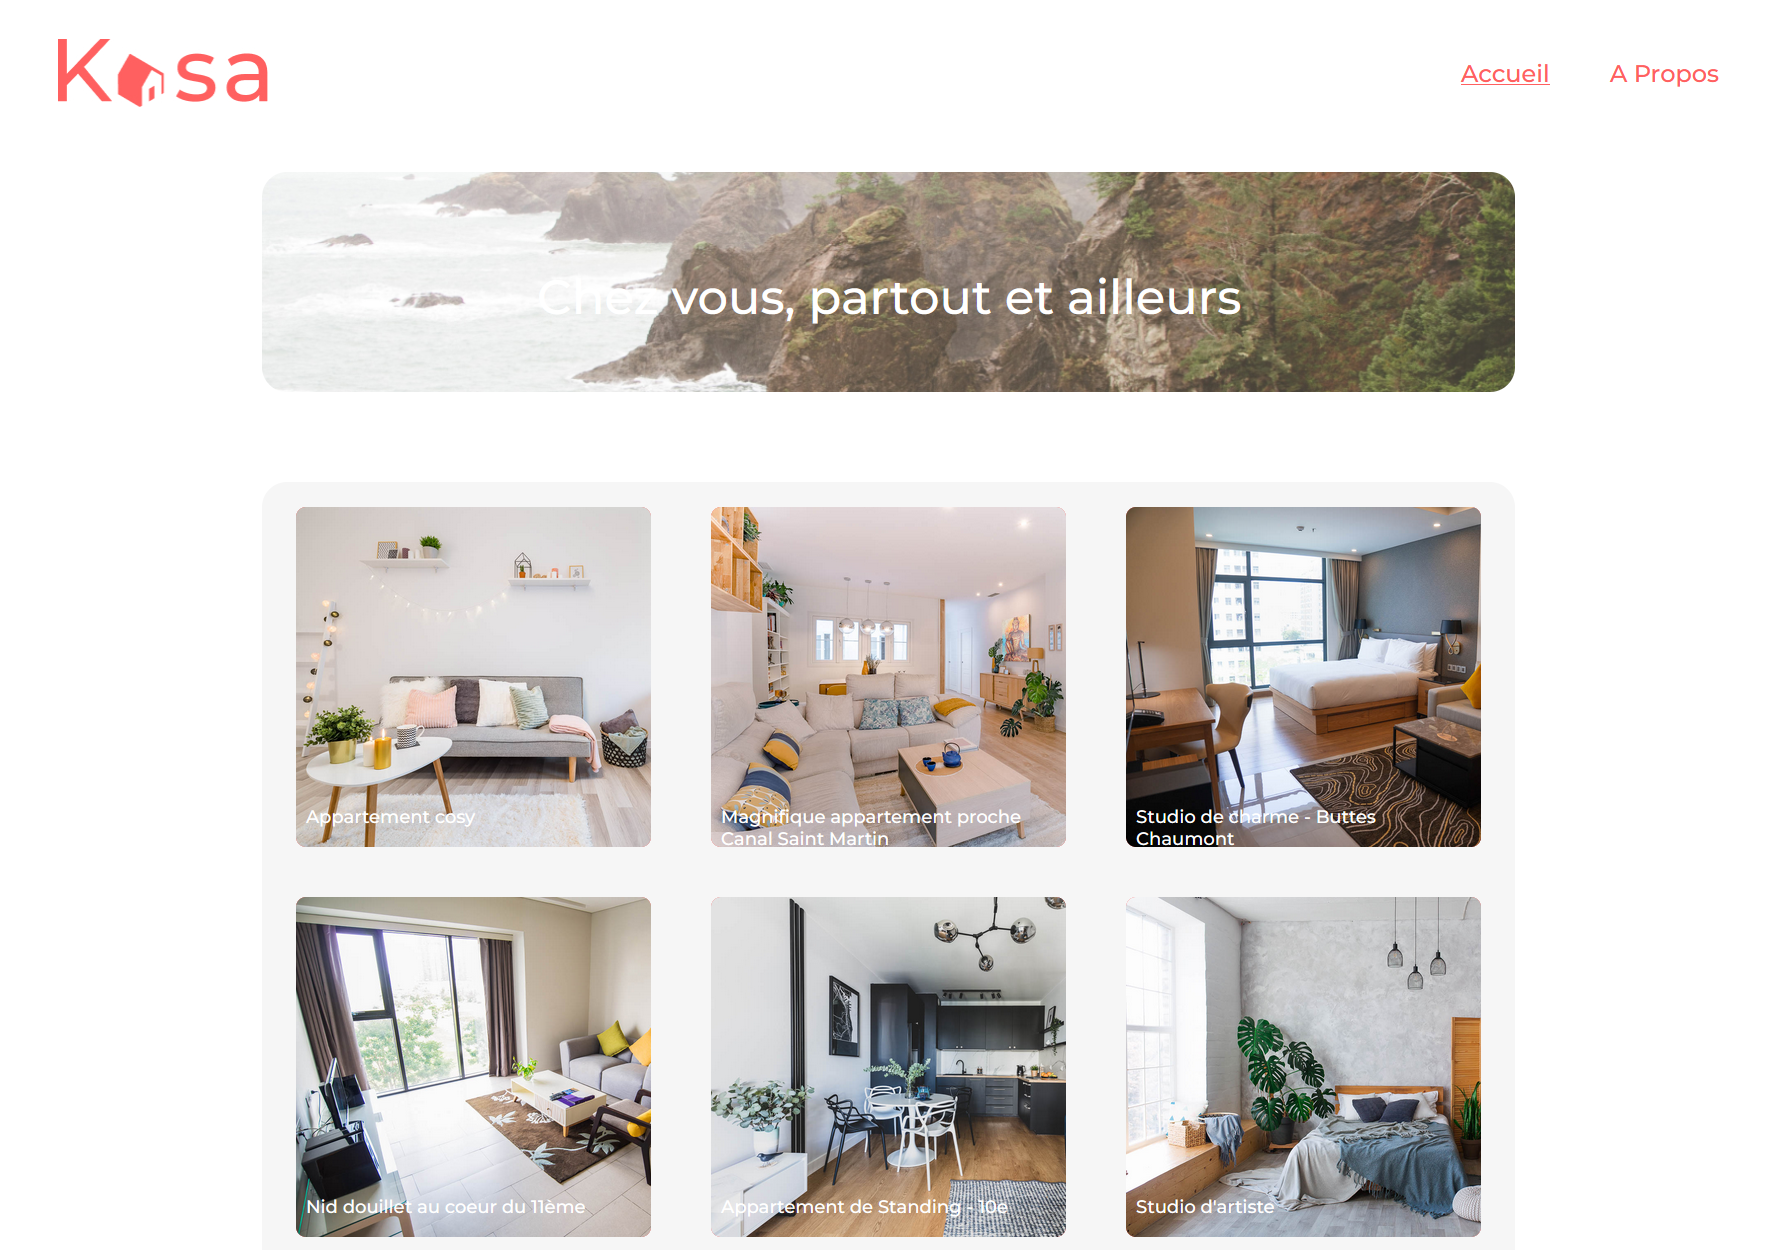 Kasa
Accueil
A Propos
Chez vous, partout et ailleurs
Appartement cosy
Magnifique appartement proche
Canal Saint Martin
Studio de charme - Buttes
Chaumont
Nid douillet au coeur du 11ème
Appartement de Standing - 10e
Studio d'artiste